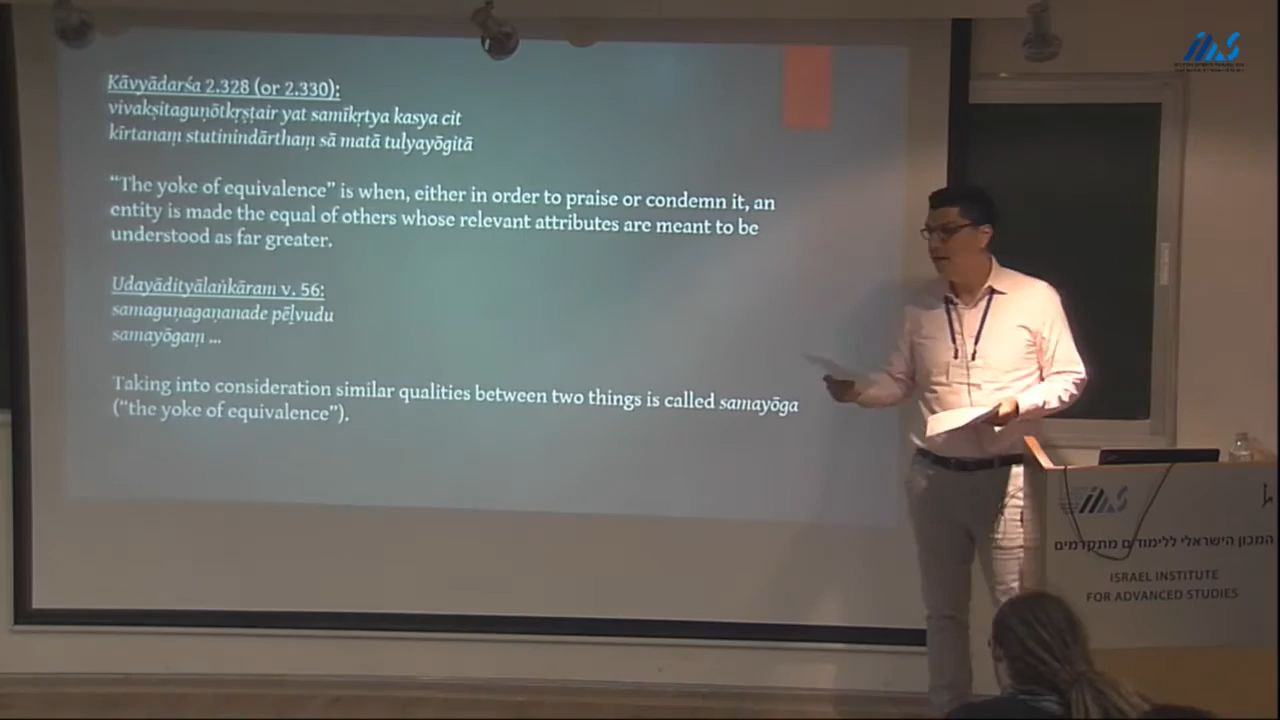 Kāvyādarśa 2.328 (or 2.330):
vivakṣitaguṇōtkṛṣṭair yat samīkṛtya kasya cit
kīrtanaṃ stutinindārthaṃ sā matā tulyayōgitā
“The yoke of equivalence” is when, either in order to praise or condemn it, an
entity is made the equal of others whose relevant attributes are meant to be
understood as far greater.
Udayādityālaṅkāram v. 56:
samaguṇagaṇanade pēḻvudu
samayōgaṃ ...
Taking into consideration similar qualities between two things is called samayōga
(“the yoke of equivalence”).
המכון הישראלי ללימודים מתקדמים
ISRAEL INSTITUTE
FOR ADVANCED STUDIES